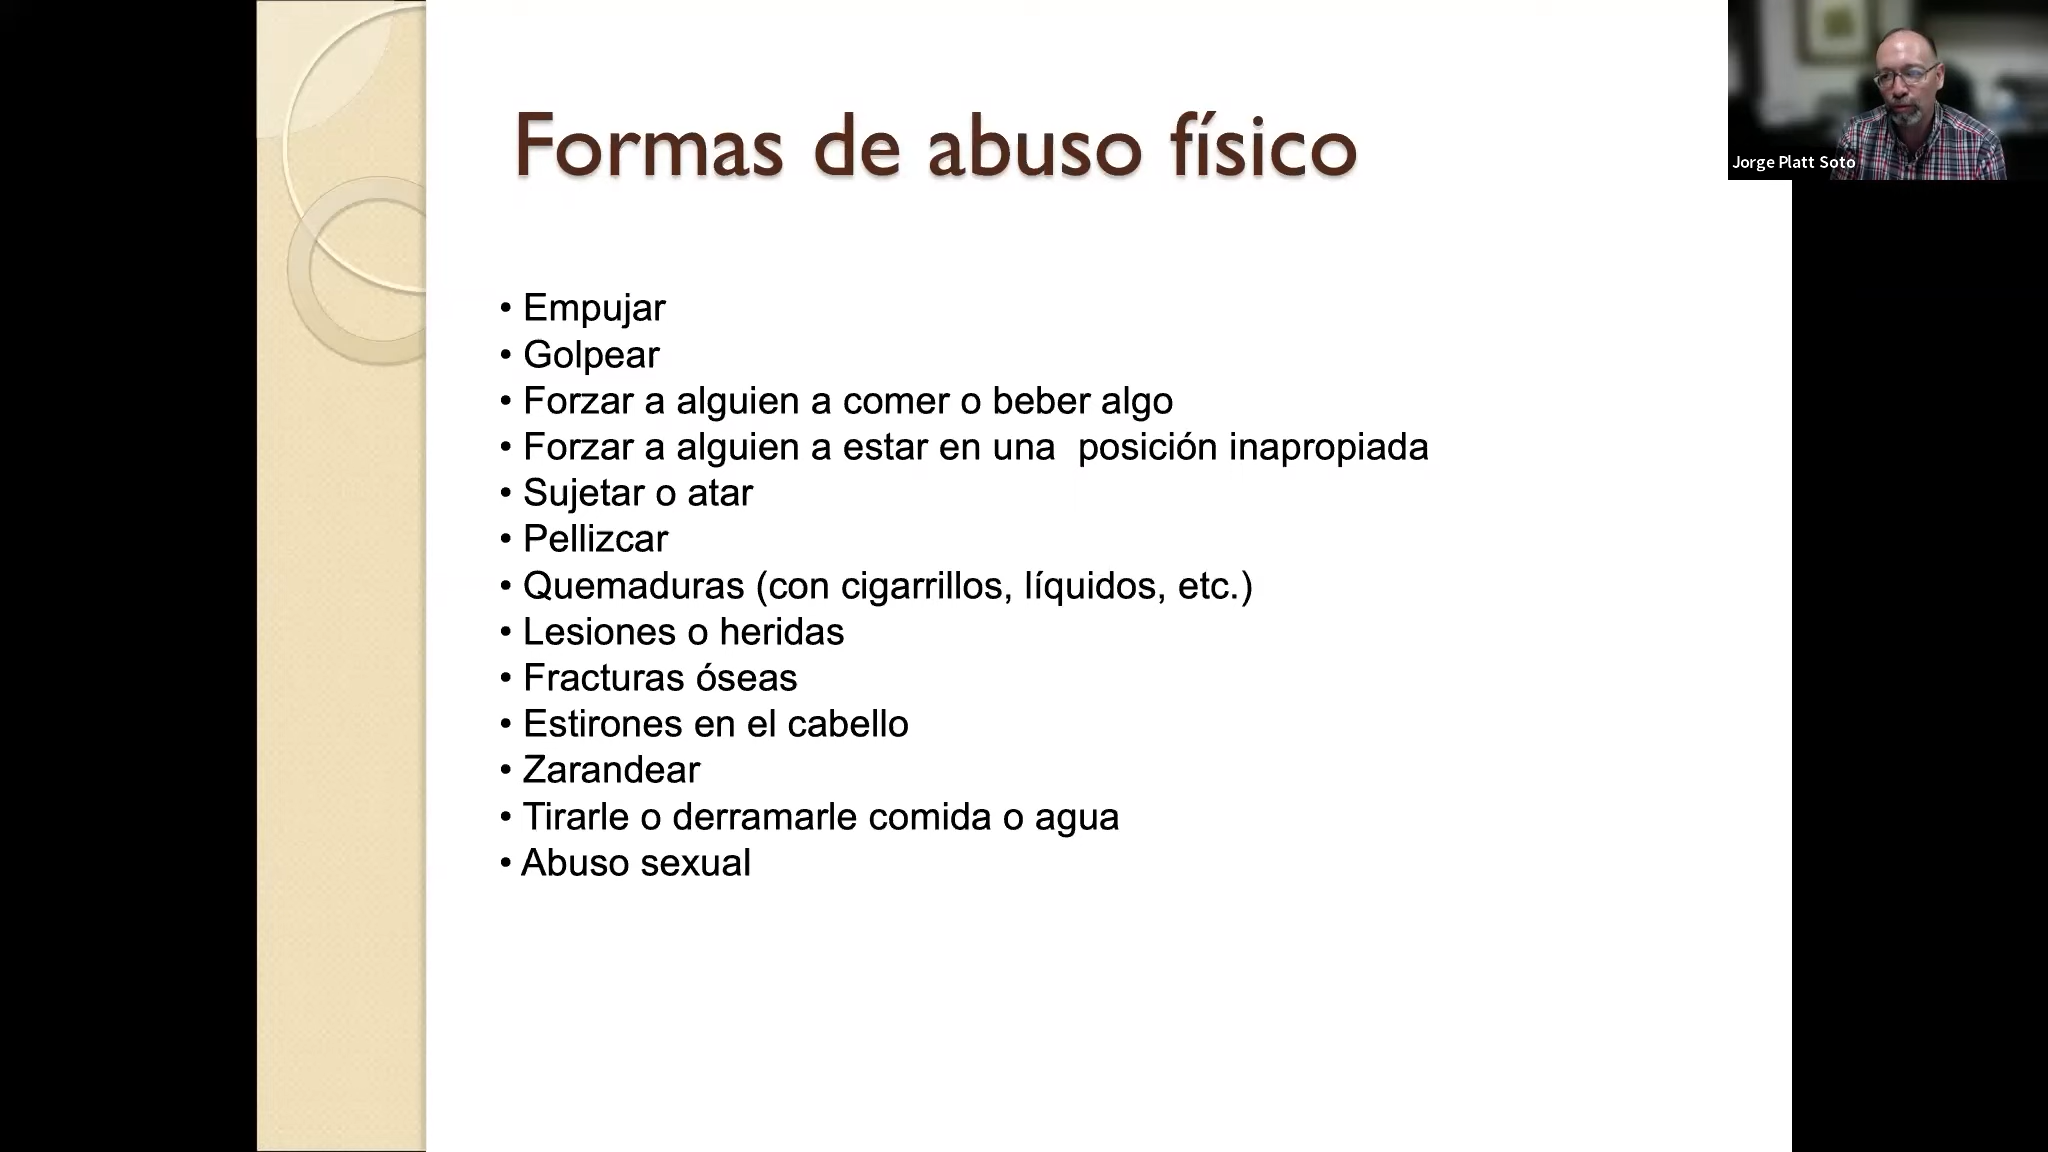 Formas de abuso físico
Jorge Platt Soto
• Empujar
• Golpear
• Forzar a alguien a comer o beber algo
• Forzar a alguien a estar en una  posición inapropiada
• Sujetar o atar
• Pellizcar
• Quemaduras (con cigarrillos, líquidos, etc.)
• Lesiones o heridas
• Fracturas óseas
• Estirones en el cabello
• Zarandear
• Tirarle o derramarle comida o agua
• Abuso sexual